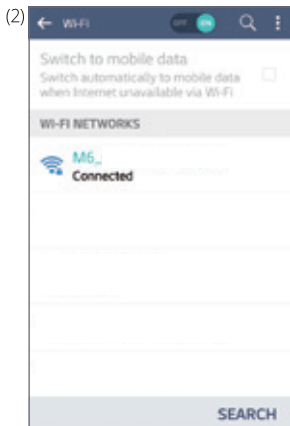 (2)
Wi-Fi OFF ON
Switch to mobile data
Switch automatically to mobile data
when Internet unavailable via Wi-Fi
WI-FI NETWORKS
M6_
Connected
SEARCH